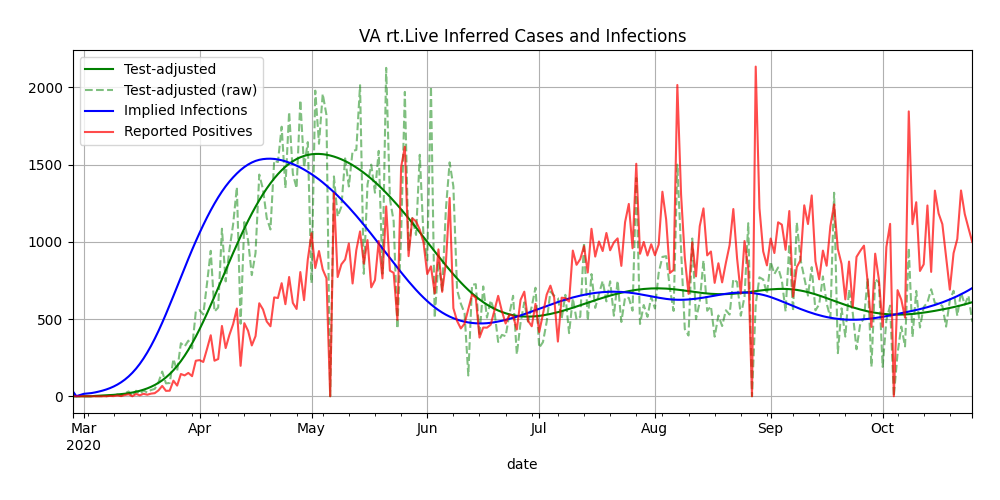 VA rt.Live Inferred Cases and Infections
Test-adjusted
Test-adjusted (raw)
Implied Infections
Reported Positives
2000
1500
1000
500
0
Mar Apr May Jun Jul Aug Sep Oct
2020
date